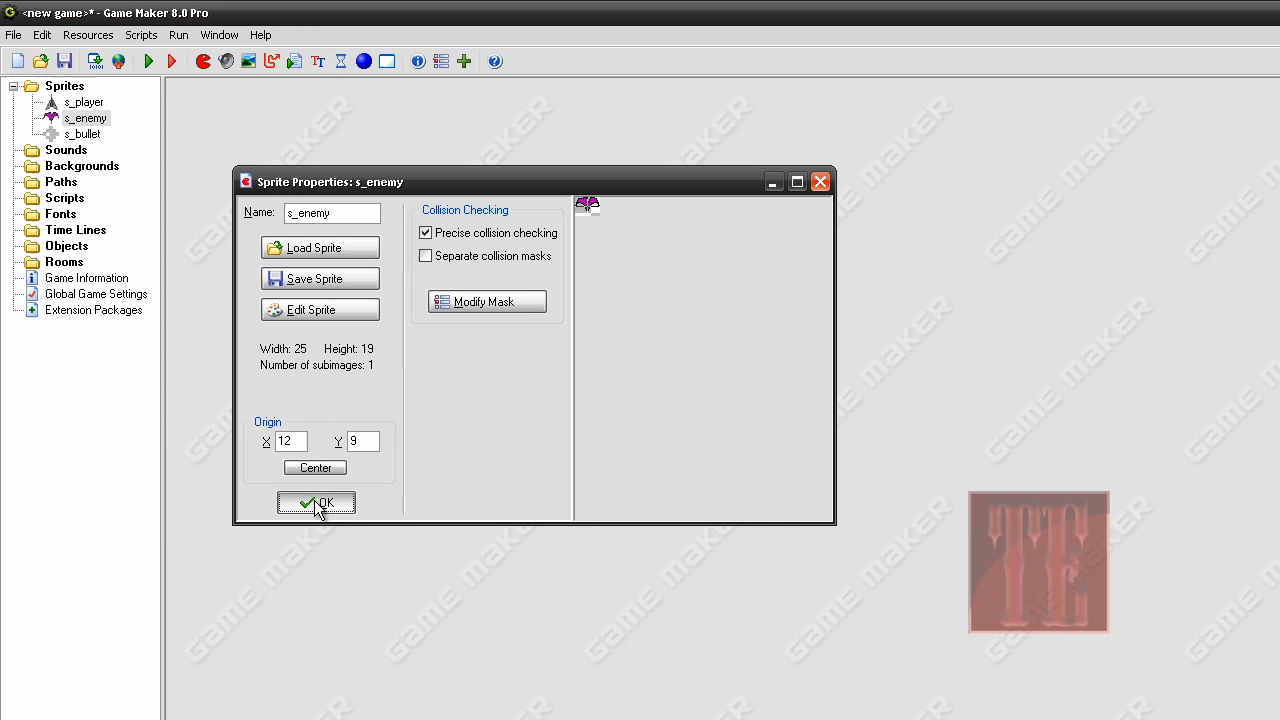 <new game>* - Game Maker 8.0 Pro
File Edit Resources Scripts Run Window Help
Sprites
s_player
s_enemy
s_bullet
Sounds
Backgrounds
Paths
Scripts
Fonts
Time Lines
Objects
Rooms
Game Information
Global Game Settings
Extension Packages
Sprite Properties: s_enemy
Name: s_enemy
Load Sprite
Save Sprite
Edit Sprite
Width: 25 Height: 19
Number of subimages: 1
Origin
X 12 Y 9
Center
OK
Collision Checking
Precise collision checking
Separate collision masks
Modify Mask
GAME MAKER
TE